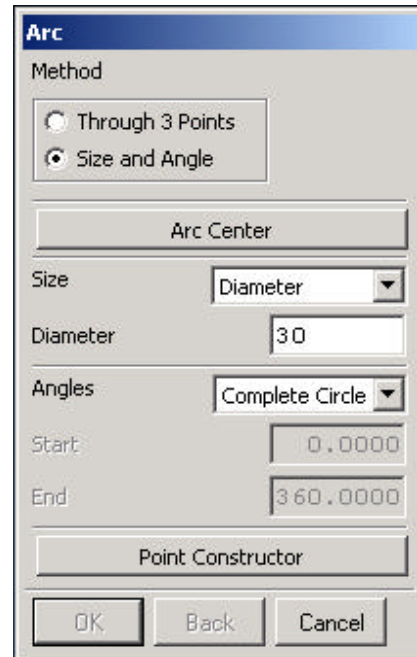 Arc
Method
Through 3 Points
Size and Angle
Arc Center
Size Diameter
Diameter 30
Angles Complete Circle
Start 0.0000
End 360.0000
Point Constructor
OK Back Cancel